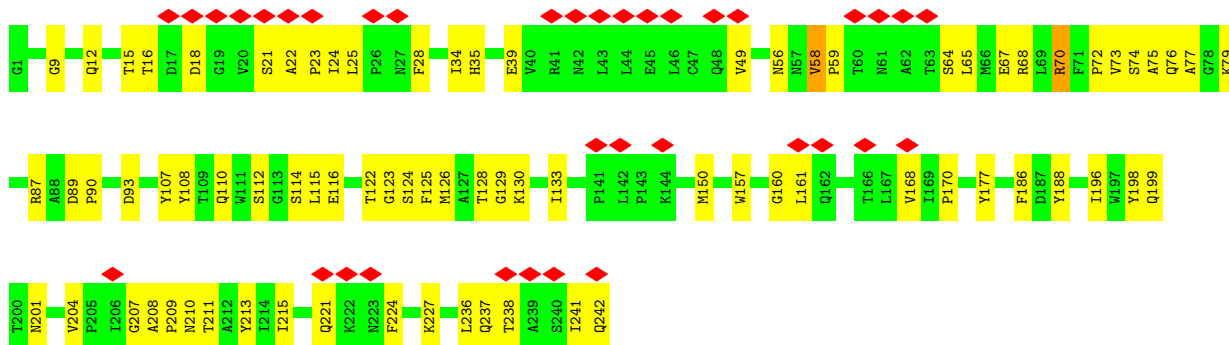 G1 G9 Q12 T15 T16 D17 D18 G19 V20 S21 A22 P23 I24 L25 P26 N27 F28 I34 H35 E39 V40 R41 N42 L43 L44 E45 L46 C47 Q48 V49 N56 N57 V58 P59 T60 N61 A62 T63 S64 L65 M66 E67 R68 L69 R70 F71 P72 V73 S74 A75 Q76 A77 G78 K79
R87 A88 D89 P90 D93 Y107 Y108 T109 Q110 W111 S112 G113 S114 L115 E116 T122 G123 S124 F125 M126 A127 T128 G129 K130 I133 P141 L142 P143 K144 M150 W157 G160 L161 Q162 T166 L167 V168 I169 P170 Y177 F186 D187 Y188 I196 W197 Y198 Q199
T200 N201 V204 P205 I206 G207 A208 P209 N210 T211 A212 Y213 I214 I215 Q221 K222 N223 F224 K227 L236 Q237 T238 A239 S240 I241 Q242